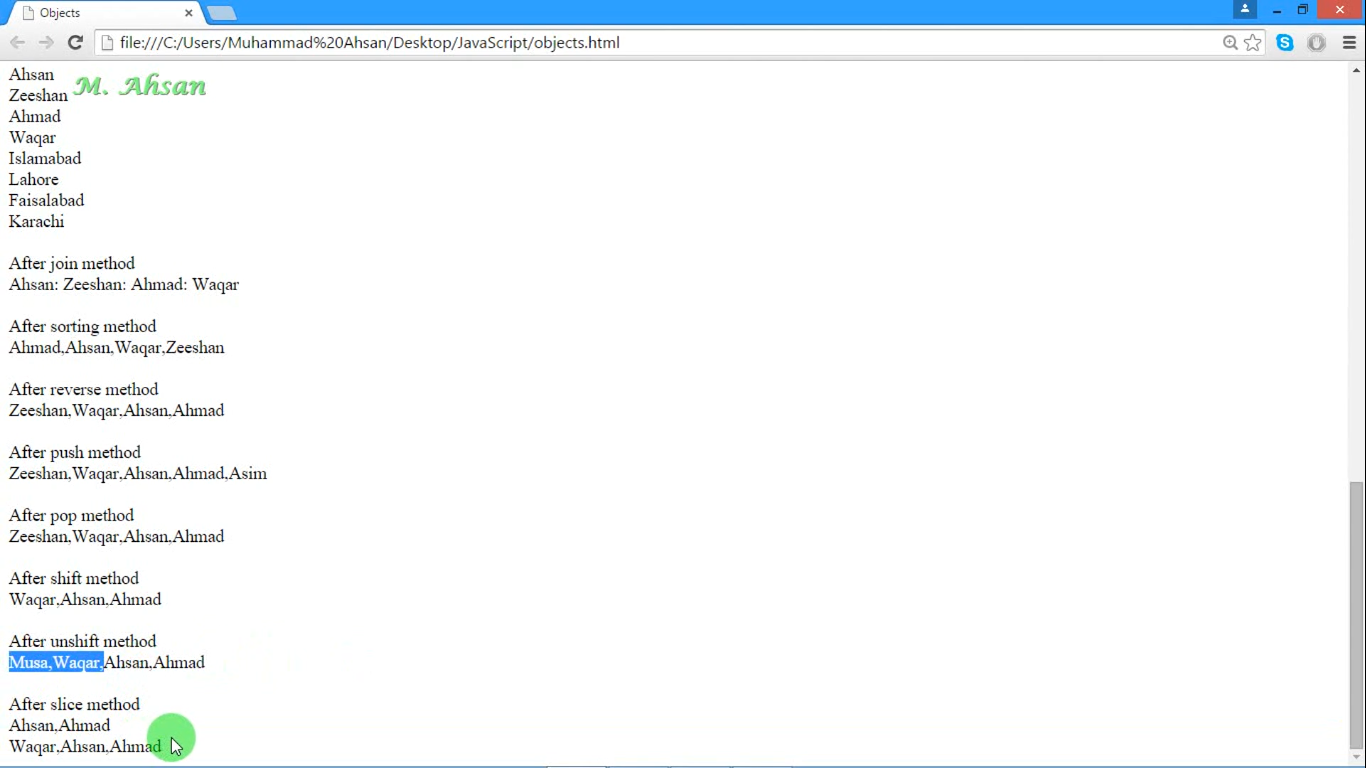 Objects
file:///C:/Users/Muhammad%20Ahsan/Desktop/JavaScript/objects.html
Ahsan
M. Ahsan
Zeeshan
Ahmad
Waqar
Islamabad
Lahore
Faisalabad
Karachi
After join method
Ahsan: Zeeshan: Ahmad: Waqar
After sorting method
Ahmad,Ahsan,Waqar,Zeeshan
After reverse method
Zeeshan,Waqar,Ahsan,Ahmad
After push method
Zeeshan,Waqar,Ahsan,Ahmad,Asim
After pop method
Zeeshan,Waqar,Ahsan,Ahmad
After shift method
Waqar,Ahsan,Ahmad
After unshift method
Musa,Waqar,Ahsan,Ahmad
After slice method
Ahsan,Ahmad
Waqar,Ahsan,Ahmad